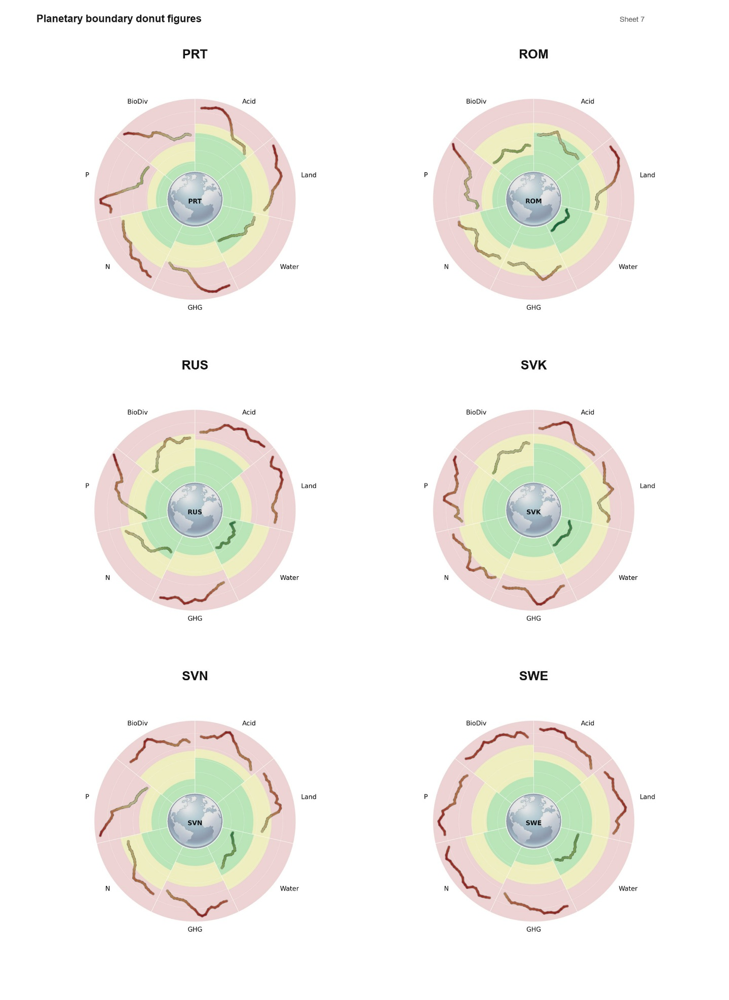 Planetary boundary donut figures
Sheet 7
PRT
ROM
BioDiv
Acid
BioDiv
Acid
P
Land
P
Land
PRT
ROM
N
Water
N
Water
GHG
GHG
RUS
SVK
BioDiv
Acid
BioDiv
Acid
P
Land
P
Land
RUS
SVK
N
Water
N
Water
GHG
GHG
SVN
SWE
BioDiv
Acid
BioDiv
Acid
P
Land
P
Land
SVN
SWE
N
Water
N
Water
GHG
GHG